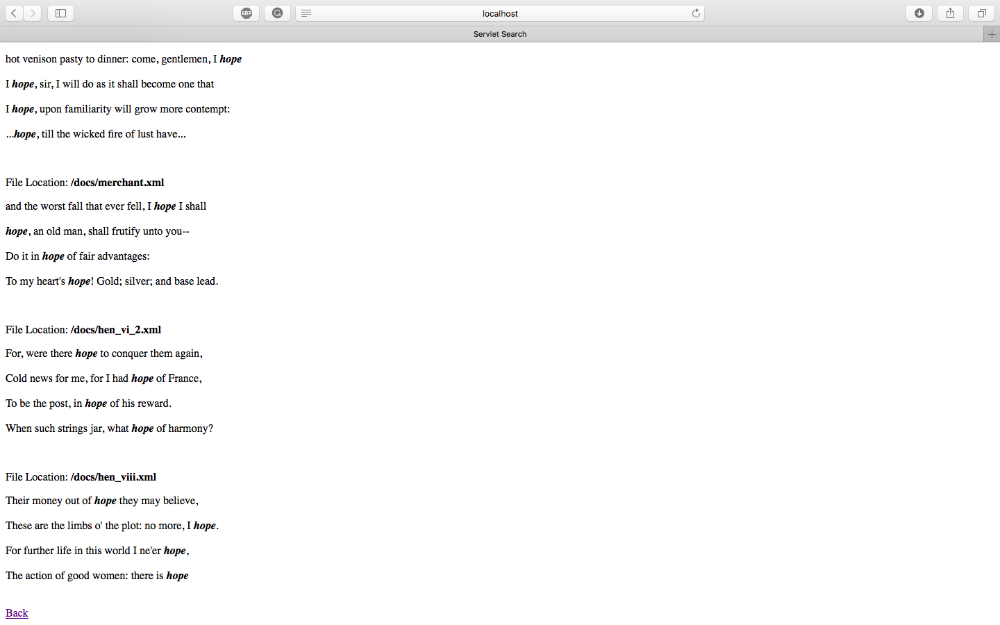 ABP
localhost
Servlet Search
hot venison pasty to dinner: come, gentlemen, I hope
I hope, sir, I will do as it shall become one that
I hope, upon familiarity will grow more contempt:
...hope, till the wicked fire of lust have...
File Location: /docs/merchant.xml
and the worst fall that ever fell, I hope I shall
hope, an old man, shall frutify unto you--
Do it in hope of fair advantages:
To my heart's hope! Gold; silver; and base lead.
File Location: /docs/hen_vi_2.xml
For, were there hope to conquer them again,
Cold news for me, for I had hope of France,
To be the post, in hope of his reward.
When such strings jar, what hope of harmony?
File Location: /docs/hen_viii.xml
Their money out of hope they may believe,
These are the limbs o' the plot: no more, I hope.
For further life in this world I ne'er hope,
The action of good women: there is hope
Back